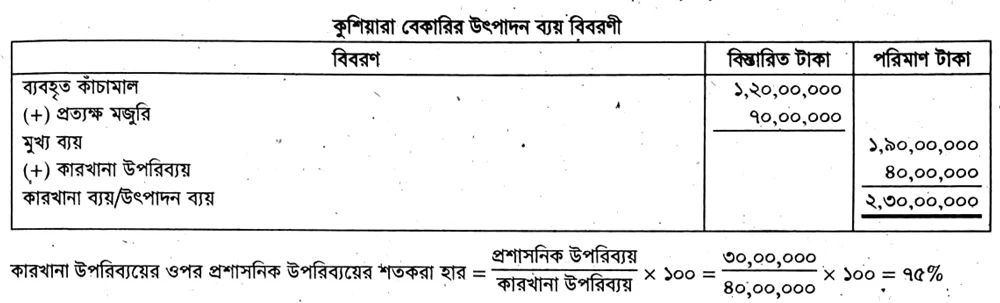 কুশিয়ারা বেকারির উৎপাদন ব্যয় বিবরণী
বিবরণ বিস্তারিত টাকা পরিমাণ টাকা
ব্যবহৃত কাঁচামাল ১,২০,০০,০০০
(+) প্রত্যক্ষ মজুরি ৭০,০০,০০০
মুখ্য ব্যয় ১,৯০,০০,০০০
(+) কারখানা উপরিব্যয় ৪০,০০,০০০
কারখানা ব্যয়/উৎপাদন ব্যয় ২,৩০,০০,০০০
কারখানা উপরিব্যয়ের ওপর প্রশাসনিক উপরিব্যয়ের শতকরা হার = প্রশাসনিক উপরিব্যয় / কারখানা উপরিব্যয় × ১০০ = ৩০,০০,০০০ / ৪০,০০,০০০ × ১০০ = ৭৫%